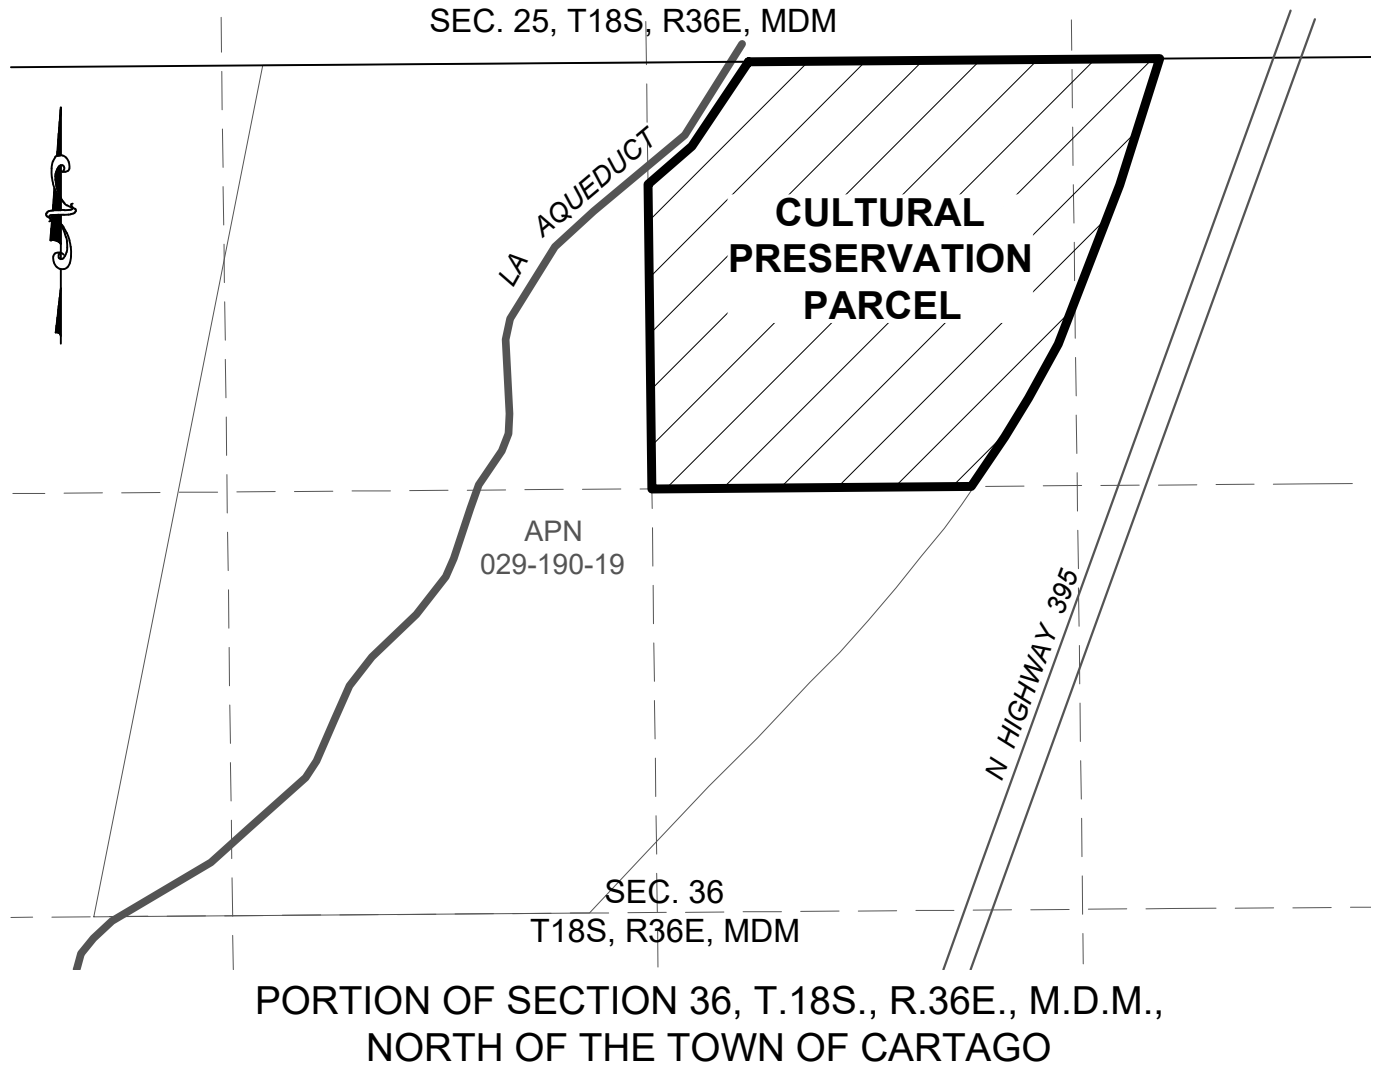 SEC. 25, T18S, R36E, MDM
LA AQUEDUCT
CULTURAL
PRESERVATION
PARCEL
APN
029-190-19
N HIGHWAY 395
SEC. 36
T18S, R36E, MDM
PORTION OF SECTION 36, T.18S., R.36E., M.D.M.,
NORTH OF THE TOWN OF CARTAGO